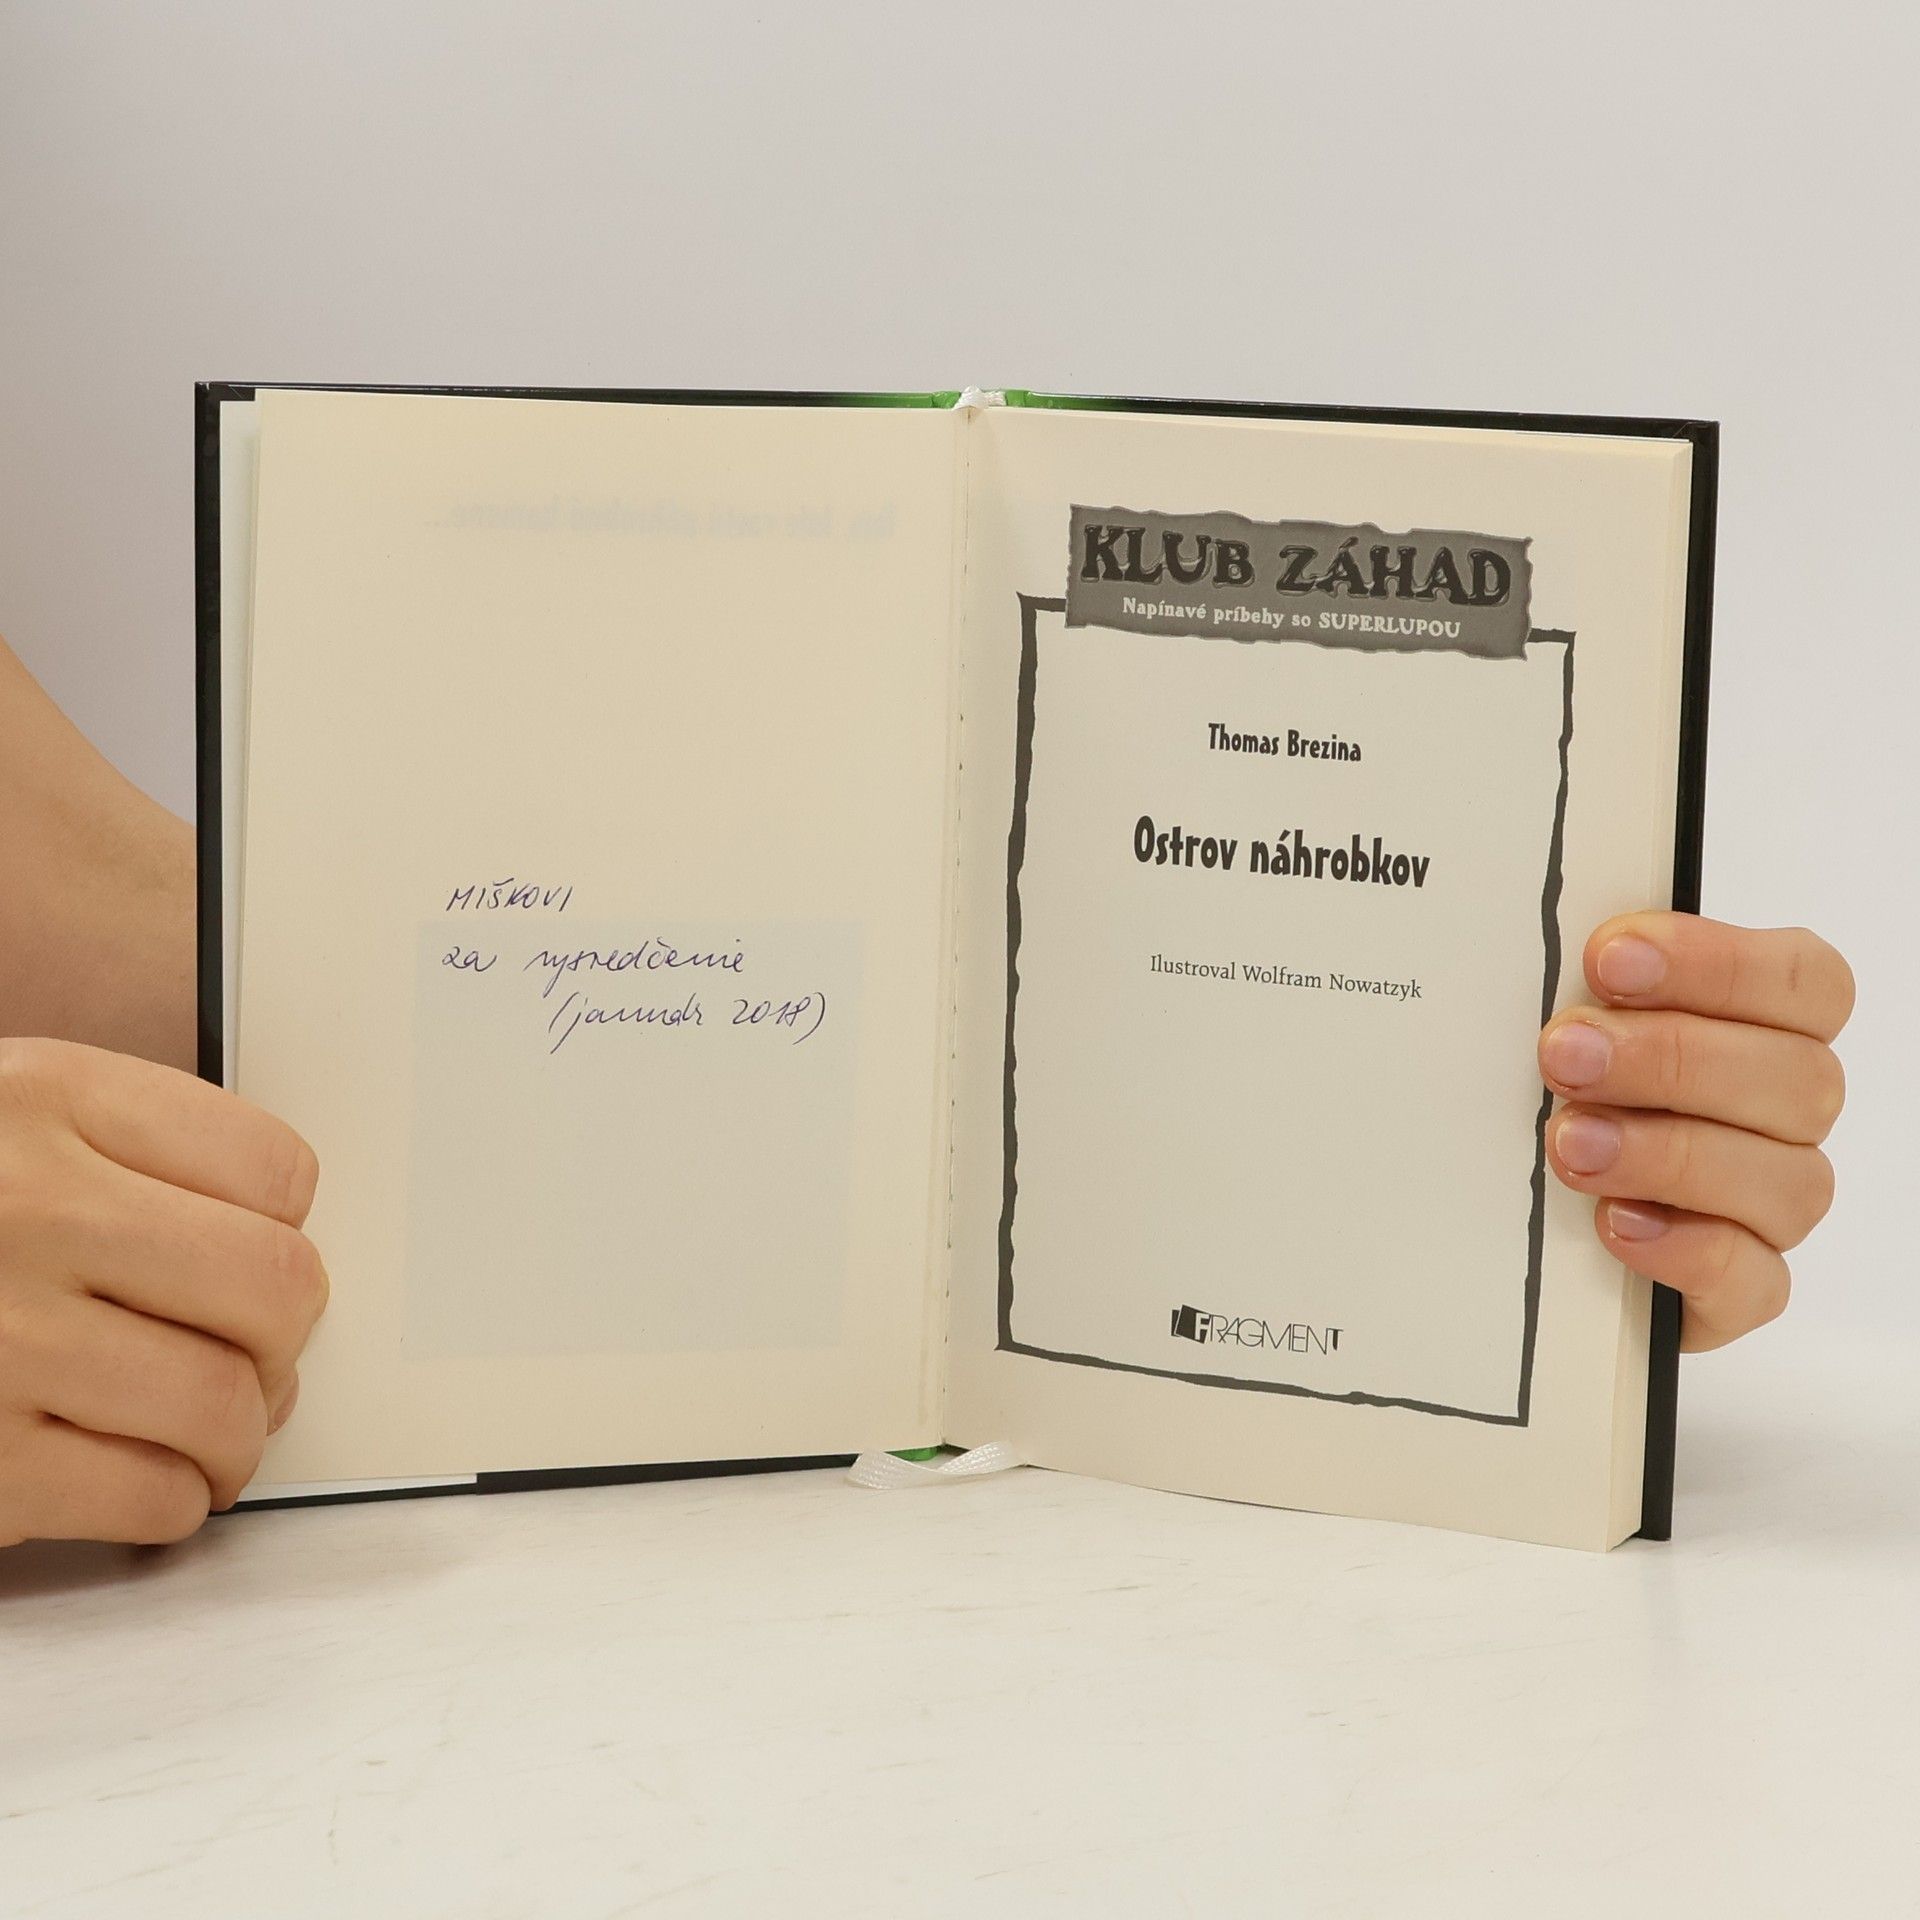 MIŠKOVI
za vysvedčenie
(január 2018)
KLUB ZÁHAD
Napínavé príbehy so SUPERLUPOU
Thomas Brezina
Ostrov náhrobkov
Ilustroval Wolfram Nowatzyk
FRAGMENT